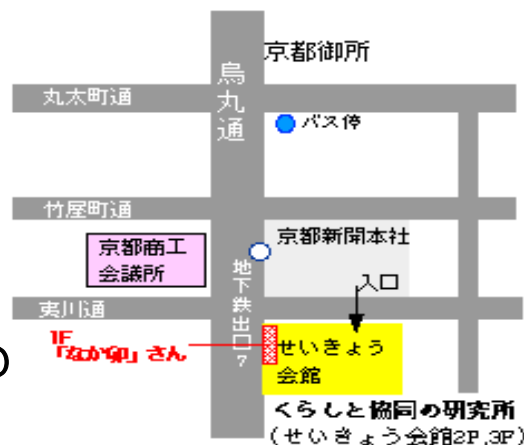 京都御所
烏丸通
丸太町通
バス停
竹屋町通
京都新聞本社
京都商工
会議所
地下鉄出口7
入口
夷川通
1F
「なか卯」さん
の
せいきょう
会館
くらしと協同の研究所
(せいきょう会館2F,3F)